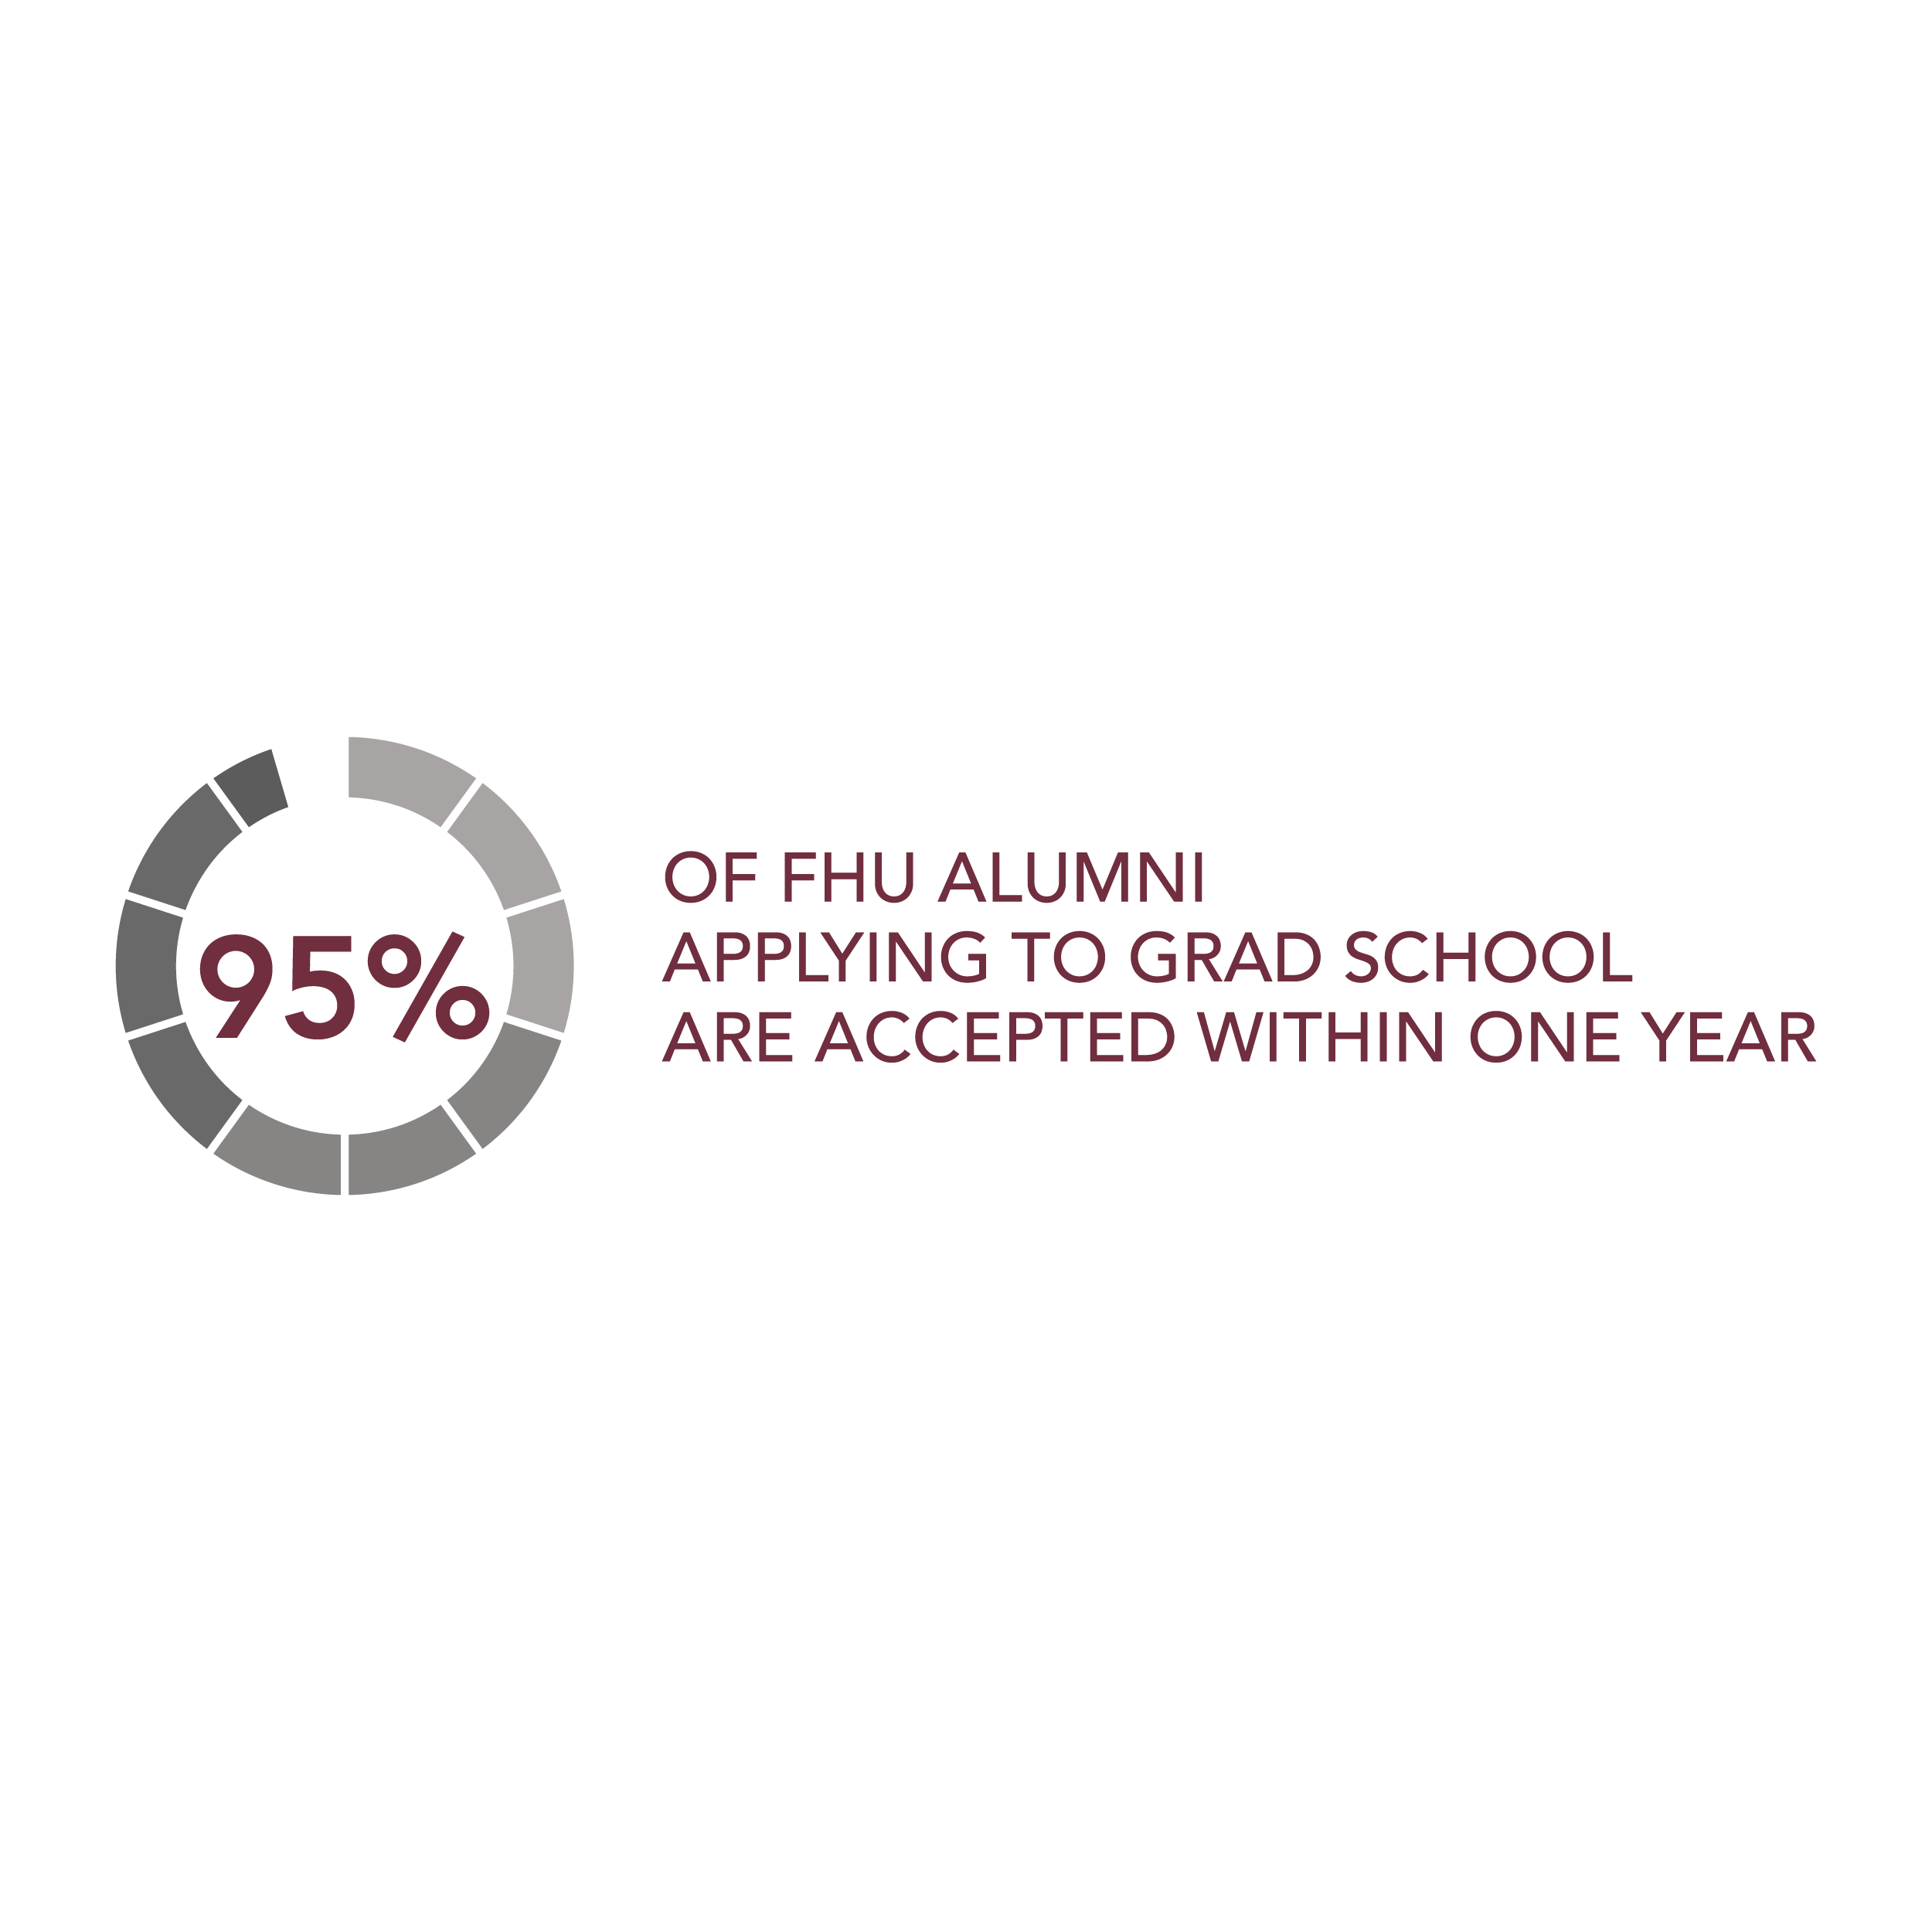 95%
OF FHU ALUMNI
APPLYING TO GRAD SCHOOL
ARE ACCEPTED WITHIN ONE YEAR